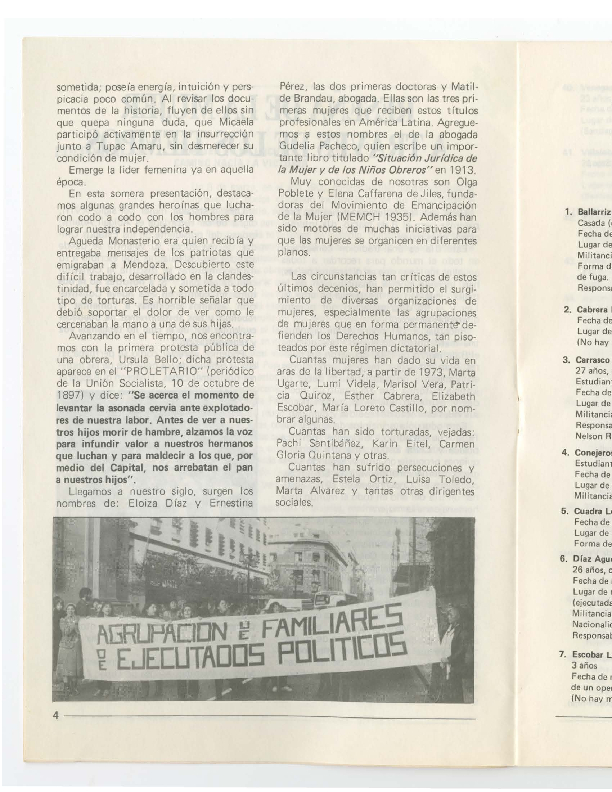 sometida; poseía energía, intuición y pers-
picacia poco común. Al revisar los docu-
mentos de la historia, fluyen de ellos sin
que quepa ninguna duda, que Micaela
participó activamente en la insurrección
junto a Tupac Amaru, sin desmerecer su
condición de mujer.
Emerge la lider femenina ya en aquella
época.
En esta somera presentación, destaca-
mos algunas grandes heroínas que lucha-
ron codo a codo con los hombres para
lograr nuestra independencia.
Agueda Monasterio era quien recibía y
entregaba mensajes de los patriotas que
emigraban a Mendoza. Descubierto este
difícil trabajo, desarrollado en la clandes-
tinidad, fue encarcelada y sometida a todo
tipo de torturas. Es horrible señalar que
debió soportar el dolor de ver como le
cercenaban la mano a una de sus hijas.
Avanzando en el tiempo, nos encontra-
mos con la primera protesta pública de
una obrera, Ursula Bello; dicha protesta
aparece en el "PROLETARIO" (periódico
de la Unión Socialista, 10 de octubre de
1897) y dice: "Se acerca el momento de
levantar la asonada cervia ante explotado-
res de nuestra labor. Antes de ver a nues-
tros hijos morir de hambre, alzamos la voz
para infundir valor a nuestros hermanos
que luchan y para maldecir a los que, por
medio del Capital, nos arrebatan el pan
a nuestros hijos".
Llegamos a nuestro siglo, surgen los
nombres de: Eloiza Díaz y Ernestina
Pérez, las dos primeras doctoras y Matil-
de Brandau, abogada. Ellas son las tres pri-
meras mujeres que reciben estos títulos
profesionales en América Latina. Agregue-
mos a estos nombres el de la abogada
Gudelia Pacheco, quien escribe un impor-
tante libro titulado "Situación Jurídica de
la Mujer y de los Niños Obreros" en 1913.
Muy conocidas de nosotras son Olga
Poblete y Elena Caffarena de Jiles, funda-
doras del Movimiento de Emancipación
de la Mujer (MEMCH 1935). Además han
sido motores de muchas iniciativas para
que las mujeres se organicen en diferentes
planos.
Las circunstancias tan críticas de estos
últimos decenios, han permitido el surgi-
miento de diversas organizaciones de
mujeres, especialmente las agrupaciones
de mujeres que en forma permanente de-
fienden los Derechos Humanos, tan piso-
teados por este régimen dictatorial.
Cuantas mujeres han dado su vida en
aras de la libertad, a partir de 1973, Marta
Ugarte, Lumi Videla, Marisol Vera, Patri-
cia Quiroz, Esther Cabrera, Elizabeth
Escobar, María Loreto Castillo, por nom-
brar algunas.
Cuantas han sido torturadas, vejadas:
Pachi Santibáñez, Karin Eitel, Carmen
Gloria Quintana y otras.
Cuantas han sufrido persecuciones y
amenazas, Estela Ortiz, Luisa Toledo,
Marta Alvarez y tantas otras dirigentes
sociales.
AGRUPACION DE FAMILIARES
DE EJECUTADOS POLITICOS
4
1. Ballarriz
Casada (
Fecha de
Lugar de
Militanci
Forma d
de fuga.
Respons
2. Cabrera
Fecha de
Lugar de
(No hay
3. Carrasco
27 años,
Estudian
Fecha de
Lugar de
Militanci
Responsa
Nelson R
4. Conejeros
Estudiant
Fecha de
Lugar de
Militancia
5. Cuadra L
Fecha de
Lugar de
Forma de
6. Díaz Agu
26 años, c
Fecha de
Lugar de
(ejecutada
Militancia
Nacionali
Responsab
7. Escobar L
3 años
Fecha de
de un ope
(No hay m